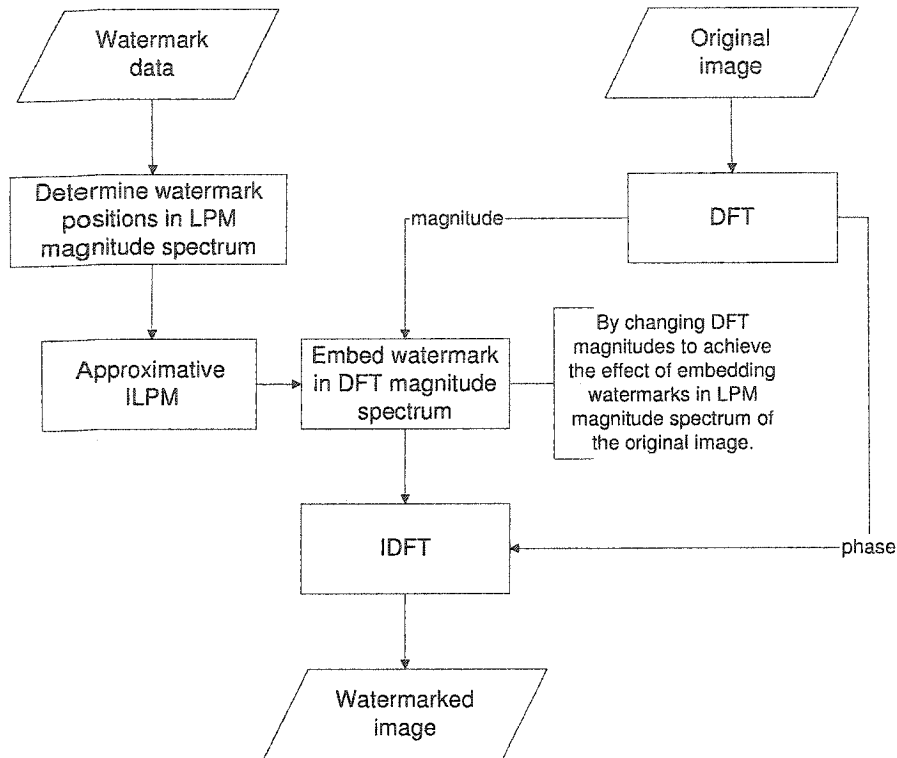 Watermark
data
Original
image
Determine watermark
positions in LPM
magnitude spectrum
DFT
magnitude
Approximative
ILPM
Embed watermark
in DFT magnitude
spectrum
By changing DFT
magnitudes to achieve
the effect of embedding
watermarks in LPM
magnitude spectrum of
the original image.
IDFT
phase
Watermarked
image